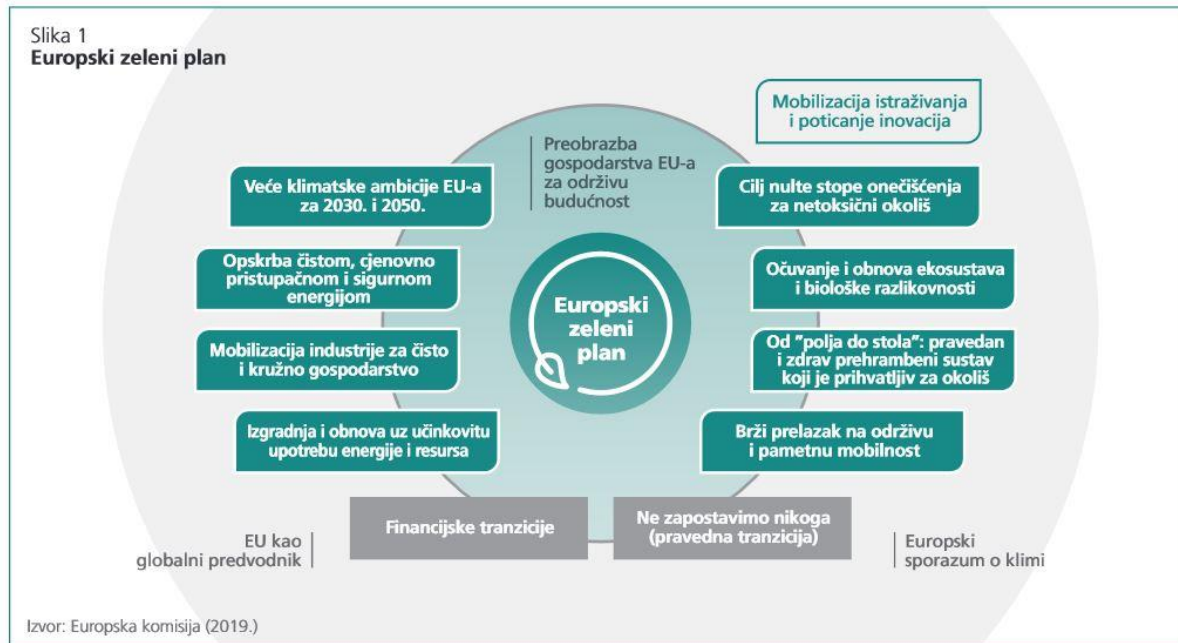 Slika 1
Europski zeleni plan
Mobilizacija istraživanja
i poticanje inovacija
Preobrazba
gospodarstva EU-a
za održivu
budućnost
Veće klimatske ambicije EU-a
za 2030. i 2050.
Cilj nulte stope onečišćenja
za netoksični okoliš
Opskrba čistom, cjenovno
pristupačnom i sigurnom
energijom
Očuvanje i obnova ekosustava
i biološke razlikovnosti
Europski
zeleni
plan
Mobilizacija industrije za čisto
i kružno gospodarstvo
Od "polja do stola": pravedan
i zdrav prehrambeni sustav
koji je prihvatljiv za okoliš
Izgradnja i obnova uz učinkovitu
upotrebu energije i resursa
Brži prelazak na održivu
i pametnu mobilnost
Financijske tranzicije
Ne zapostavimo nikoga
(pravedna tranzicija)
EU kao
globalni predvodnik
Europski
sporazum o klimi
Izvor: Europska komisija (2019.)